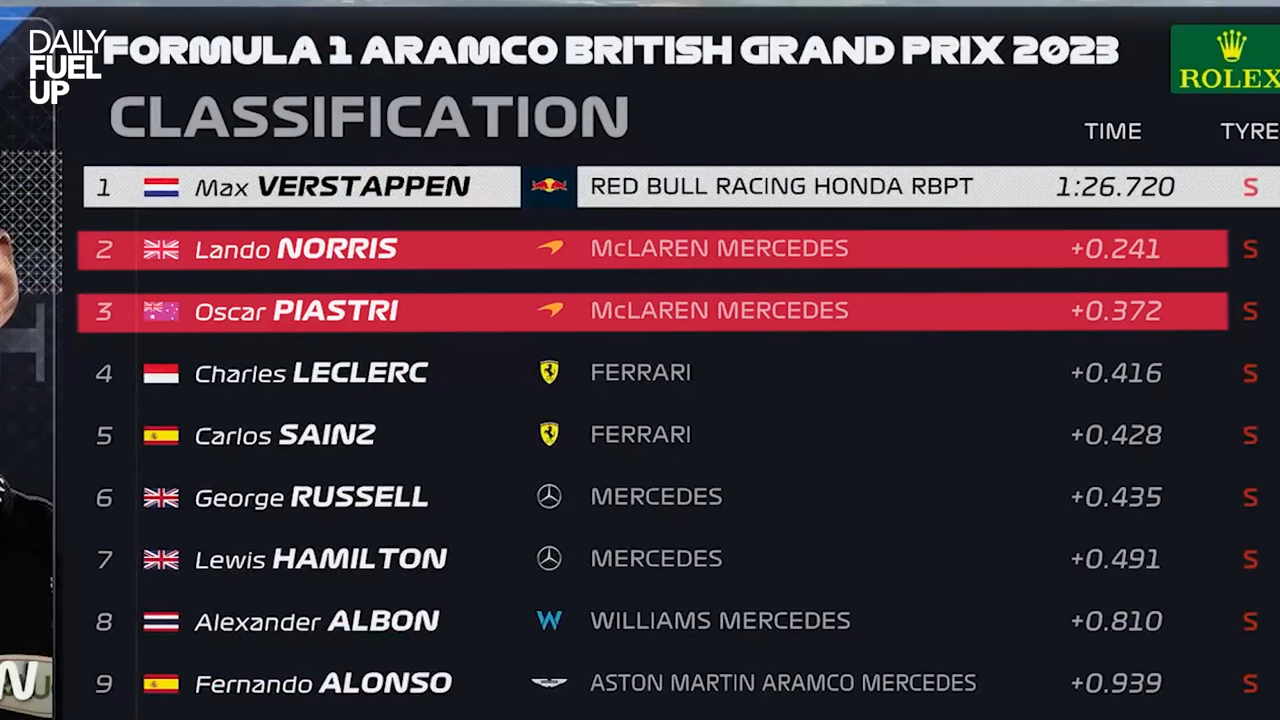 DAILY
FUEL
UP
FORMULA 1 ARAMCO BRITISH GRAND PRIX 2023
ROLEX
CLASSIFICATION
TIME TYRE
1 Max VERSTAPPEN RED BULL RACING HONDA RBPT 1:26.720 S
2 Lando NORRIS McLAREN MERCEDES +0.241 S
3 Oscar PIASTRI McLAREN MERCEDES +0.372 S
4 Charles LECLERC FERRARI +0.416 S
5 Carlos SAINZ FERRARI +0.428 S
6 George RUSSELL MERCEDES +0.435 S
7 Lewis HAMILTON MERCEDES +0.491 S
8 Alexander ALBON WILLIAMS MERCEDES +0.810 S
9 Fernando ALONSO ASTON MARTIN ARAMCO MERCEDES +0.939 S